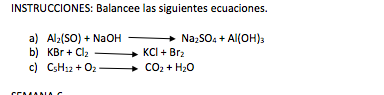 INSTRUCCIONES: Balancee las siguientes ecuaciones.
a) Al₂(SO) + NaOH → Na₂SO₄ + Al(OH)₃
b) KBr + Cl₂ → KCl + Br₂
c) C₅H₁₂ + O₂ → CO₂ + H₂O